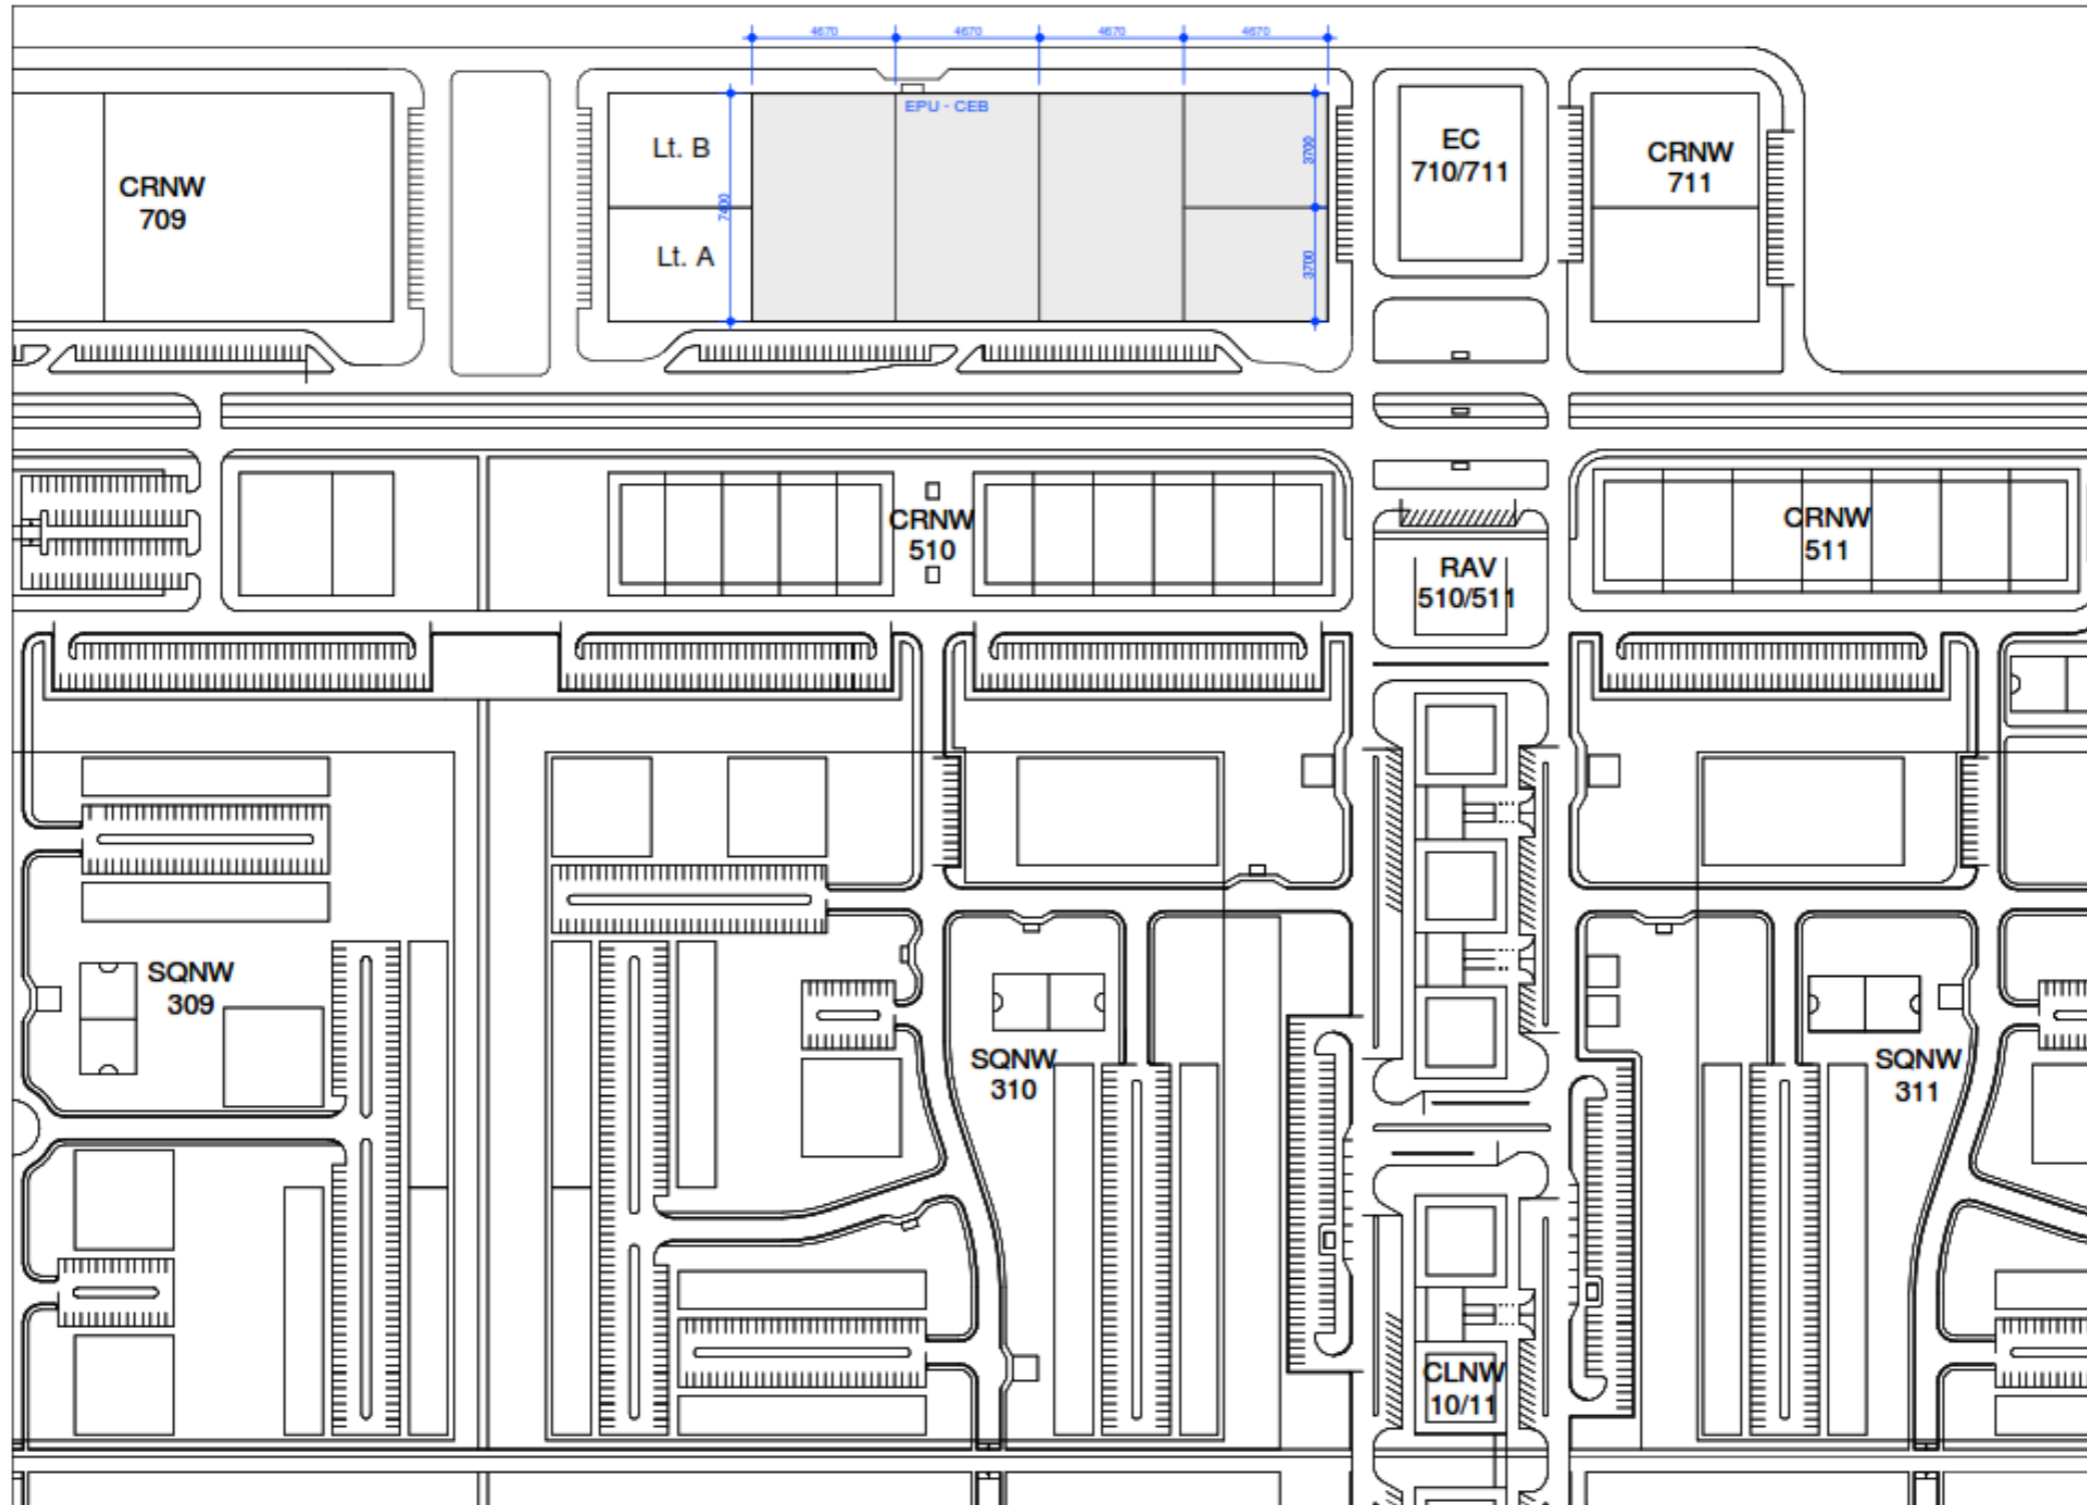 4670 4670 4670 4670
EPU - CEB
Lt. B
Lt. A
7400
3700
3700
CRNW
709
EC
710/711
CRNW
711
CRNW
510
RAV
510/511
CRNW
511
SQNW
309
SQNW
310
SQNW
311
CLNW
10/11